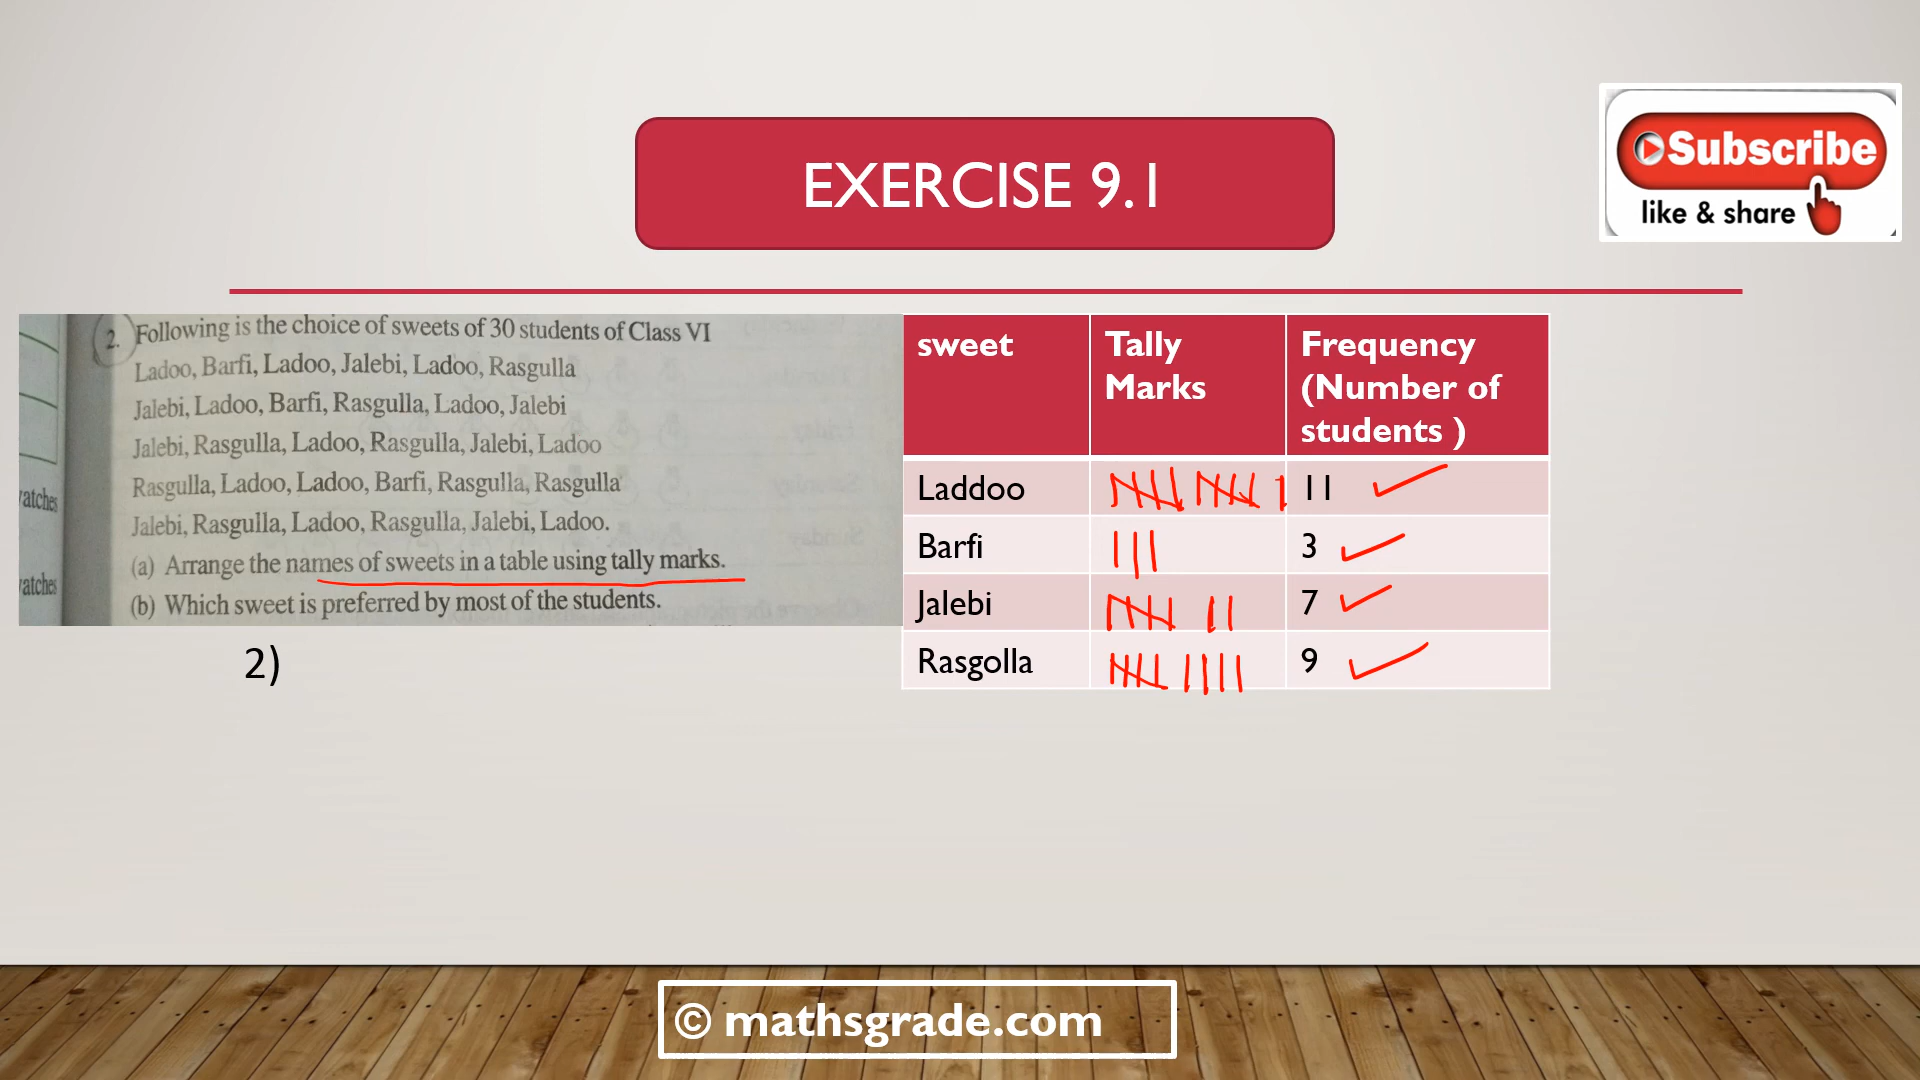 EXERCISE 9.1
Subscribe
like & share
2. Following is the choice of sweets of 30 students of Class VI
Ladoo, Barfi, Ladoo, Jalebi, Ladoo, Rasgulla
Jalebi, Ladoo, Barfi, Rasgulla, Ladoo, Jalebi
Jalebi, Rasgulla, Ladoo, Rasgulla, Jalebi, Ladoo
Rasgulla, Ladoo, Ladoo, Barfi, Rasgulla, Rasgulla
Jalebi, Rasgulla, Ladoo, Rasgulla, Jalebi, Ladoo.
(a) Arrange the names of sweets in a table using tally marks.
(b) Which sweet is preferred by most of the students.
atches
atches
2)
sweet Tally Marks Frequency (Number of students )
Laddoo 11
Barfi 3
Jalebi 7
Rasgolla 9
© mathsgrade.com